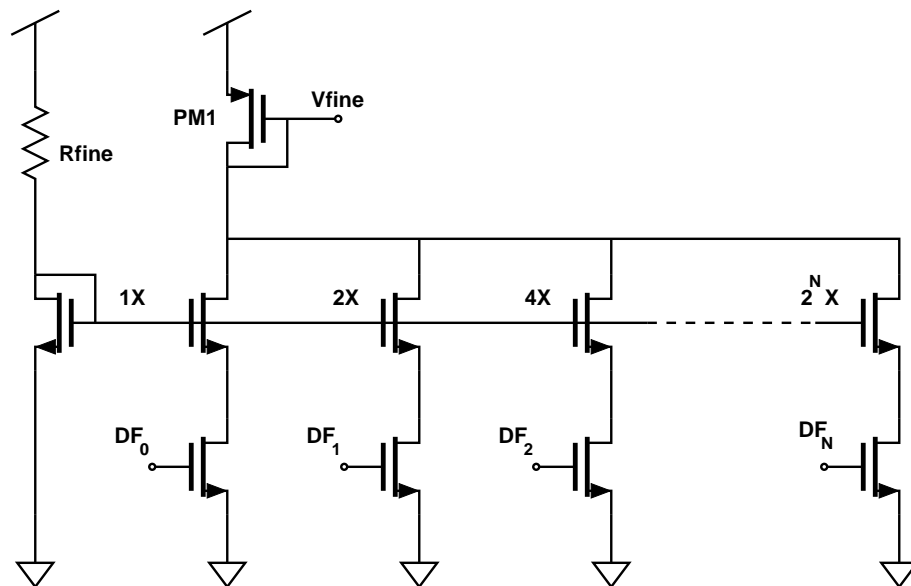 PM1
Vfine
Rfine
1X
2X
4X
2^N X
DF_0
DF_1
DF_2
DF_N